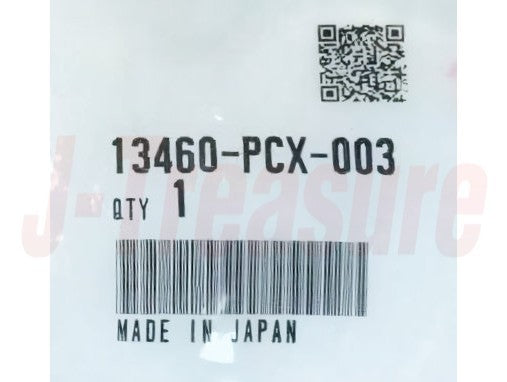 13460-PCX-003
J-Treasure
QTY 1
MADE IN JAPAN